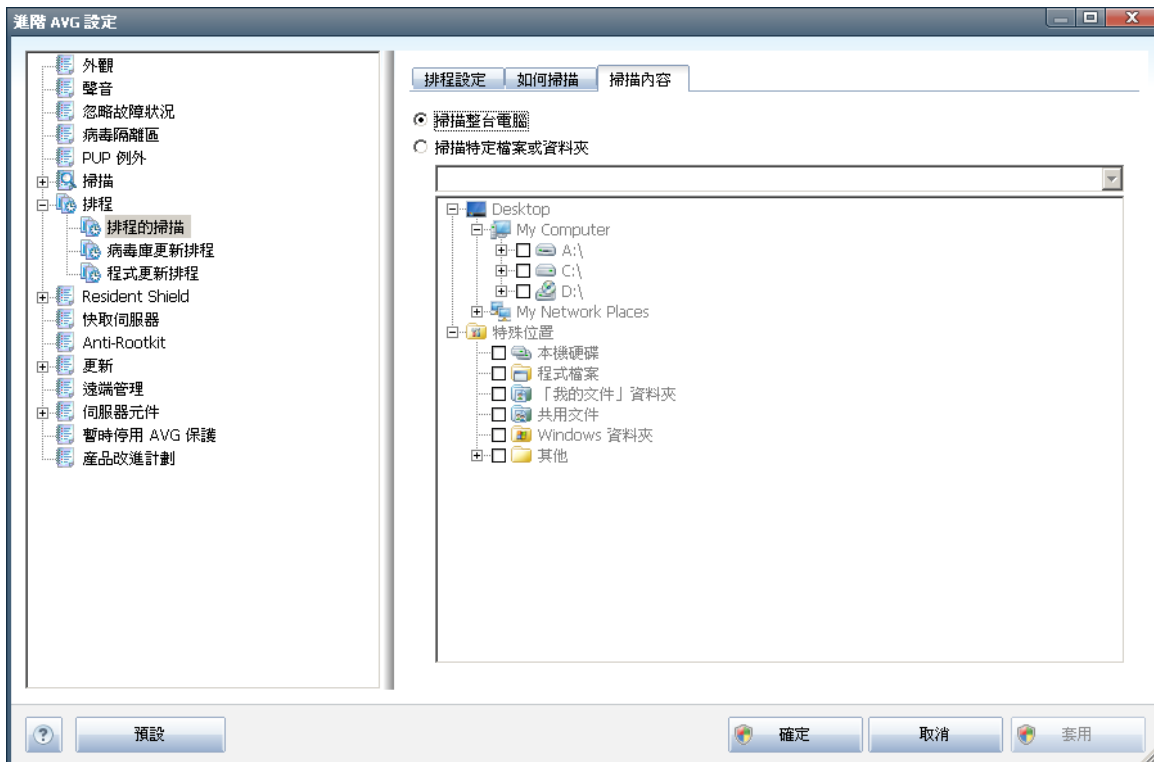 進階 AVG 設定
外觀
聲音
忽略故障狀況
病毒隔離區
PUP 例外
掃描
排程
排程的掃描
病毒庫更新排程
程式更新排程
Resident Shield
快取伺服器
Anti-Rootkit
更新
遠端管理
伺服器元件
暫時停用 AVG 保護
產品改進計劃
排程設定 如何掃描 掃描內容
掃描整台電腦
掃描特定檔案或資料夾
Desktop
My Computer
A:\
C:\
D:\
My Network Places
特殊位置
本機硬碟
程式檔案
「我的文件」資料夾
共用文件
Windows 資料夾
其他
預設 確定 取消 套用